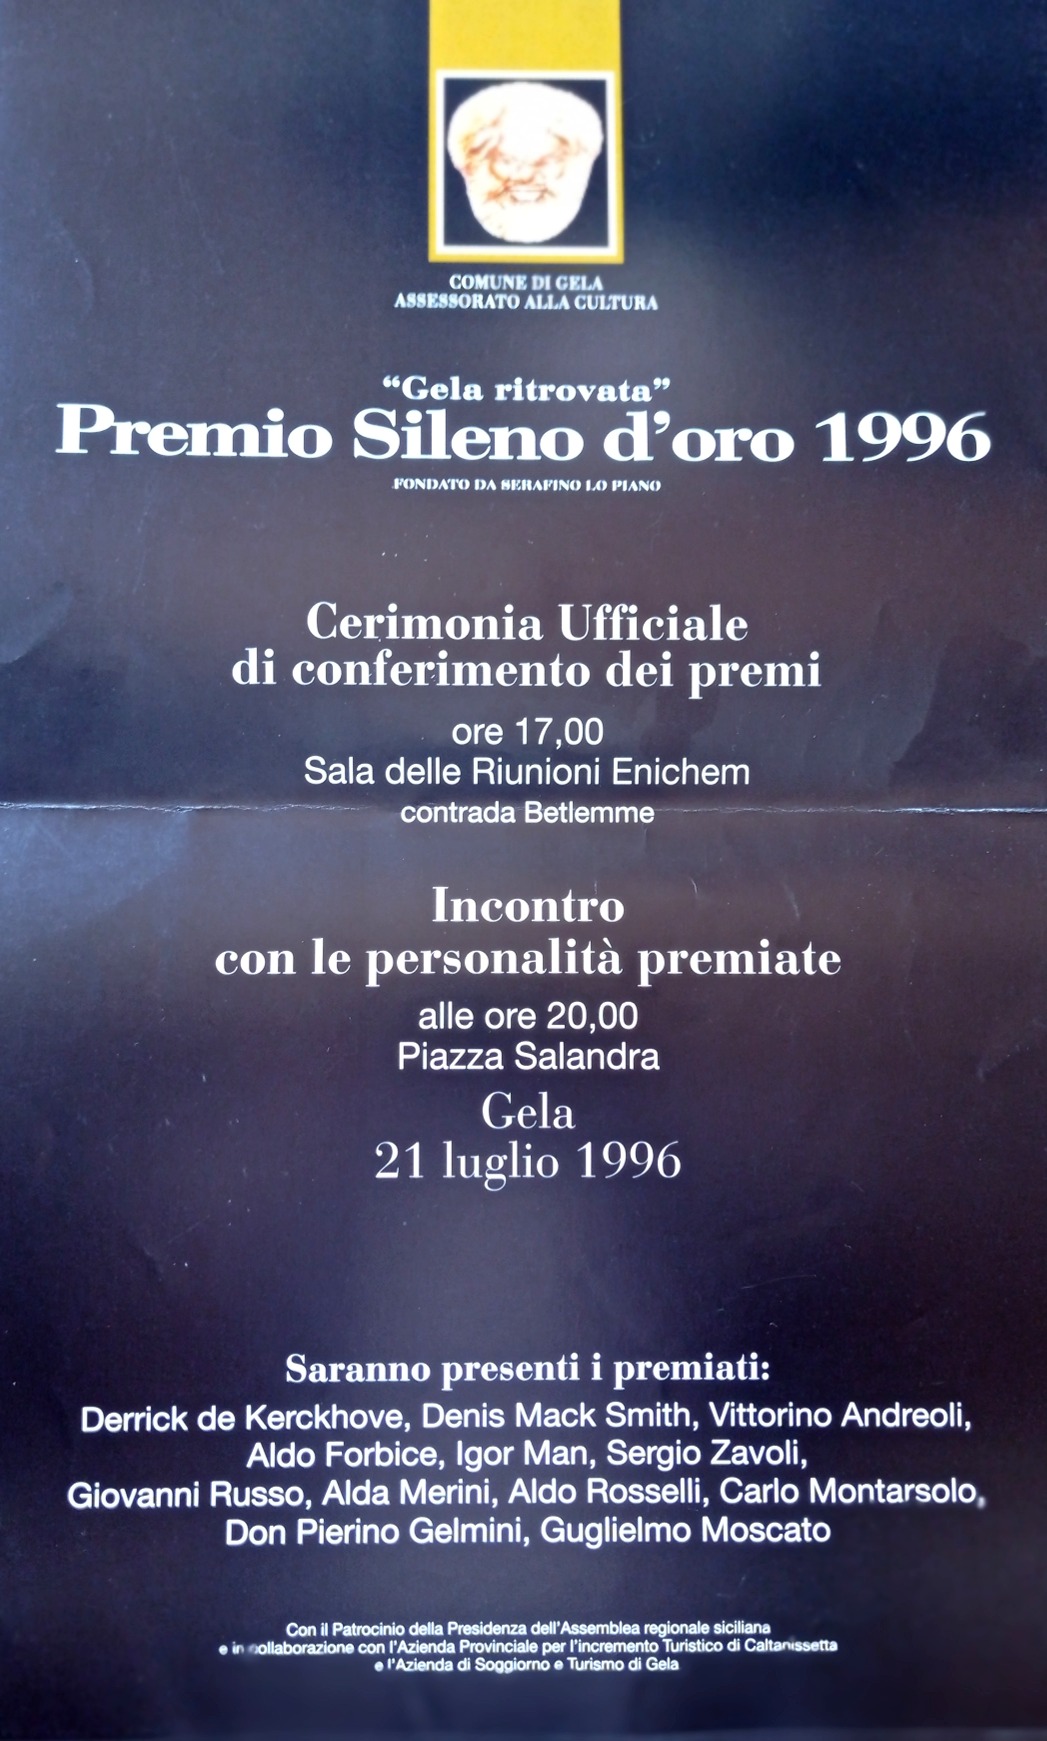 COMUNE DI GELA
ASSESSORATO ALLA CULTURA
“Gela ritrovata”
Premio Sileno d’oro 1996
FONDATO DA SERAFINO LO PIANO
Cerimonia Ufficiale
di conferimento dei premi
ore 17,00
Sala delle Riunioni Enichem
contrada Betlemme
Incontro
con le personalità premiate
alle ore 20,00
Piazza Salandra
Gela
21 luglio 1996
Saranno presenti i premiati:
Derrick de Kerckhove, Denis Mack Smith, Vittorino Andreoli,
Aldo Forbice, Igor Man, Sergio Zavoli,
Giovanni Russo, Alda Merini, Aldo Rosselli, Carlo Montarsolo,
Don Pierino Gelmini, Guglielmo Moscato
Con il Patrocinio della Presidenza dell’Assemblea regionale siciliana
e in collaborazione con l’Azienda Provinciale per l’incremento Turistico di Caltanissetta
e l’Azienda di Soggiorno e Turismo di Gela